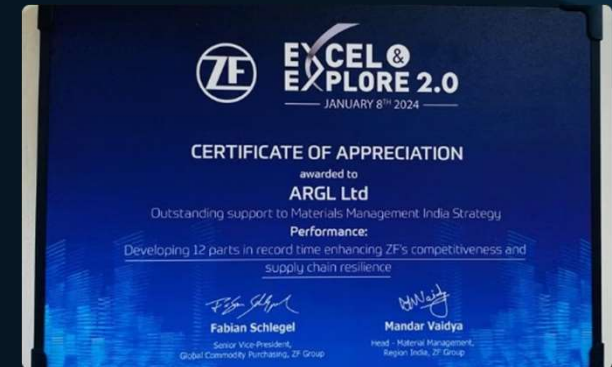 ZF
EXCEL &
EXPLORE 2.0
JANUARY 8TH 2024
CERTIFICATE OF APPRECIATION
awarded to
ARGL Ltd
Outstanding support to Materials Management India Strategy
Performance:
Developing 12 parts in record time enhancing ZF's competitiveness and
supply chain resilience
Fabian Schlegel
Mandar Vaidya
Senior Vice-President,
Head - Material Management,
Global Commodity Purchasing, ZF Group
Region India, ZF Group